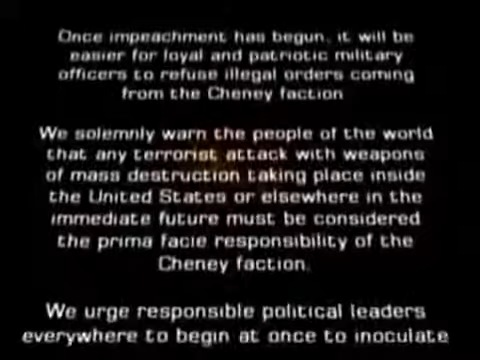 Once impeachment has begun, it will be
easier for loyal and patriotic military
officers to refuse illegal orders coming
from the Cheney faction
We solemnly warn the people of the world
that any terrorist attack with weapons
of mass destruction taking place inside
the United States or elsewhere in the
immediate future must be considered
the prima facie responsibility of the
Cheney faction.
We urge responsible political leaders
everywhere to begin at once to inoculate